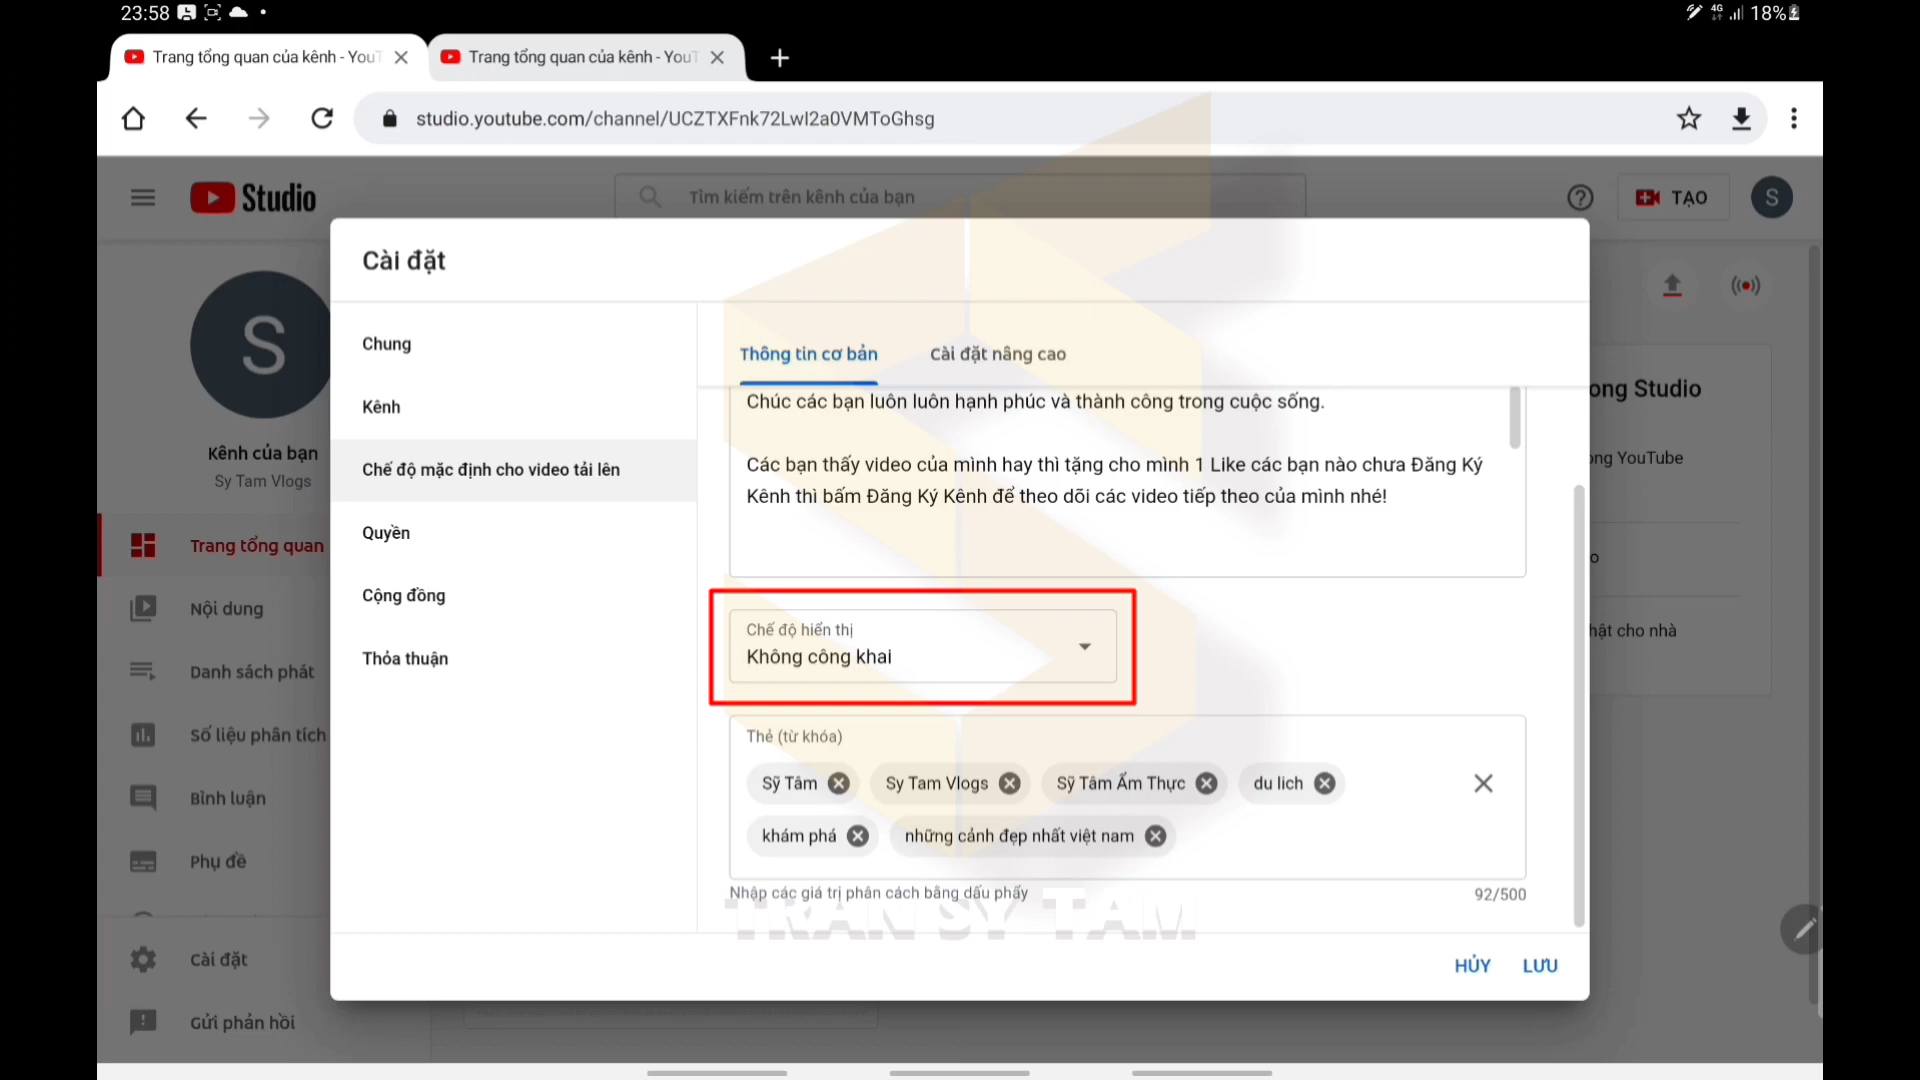 23:58
4G 18%
Trang tổng quan của kênh - YouT
Trang tổng quan của kênh - YouT
studio.youtube.com/channel/UCZTXFnk72LwI2a0VMToGhsg
Studio
Tìm kiếm trên kênh của bạn
TẠO
S
Cài đặt
S
Kênh của bạn
Sy Tam Vlogs
Trang tổng quan
Nội dung
Danh sách phát
Số liệu phân tích
Bình luận
Phụ đề
Cài đặt
Gửi phản hồi
Chung
Kênh
Chế độ mặc định cho video tải lên
Quyền
Cộng đồng
Thỏa thuận
Thông tin cơ bản
Cài đặt nâng cao
Chúc các bạn luôn luôn hạnh phúc và thành công trong cuộc sống.
Các bạn thấy video của mình hay thì tặng cho mình 1 Like các bạn nào chưa Đăng Ký
Kênh thì bấm Đăng Ký Kênh để theo dõi các video tiếp theo của mình nhé!
Chế độ hiển thị
Không công khai
Thẻ (từ khóa)
Sỹ Tâm
Sy Tam Vlogs
Sỹ Tâm Ẩm Thực
du lich
khám phá
những cảnh đẹp nhất việt nam
Nhập các giá trị phân cách bằng dấu phẩy
92/500
TRAN SY TAM
HỦY
LƯU
ong Studio
ong YouTube
o
hật cho nhà